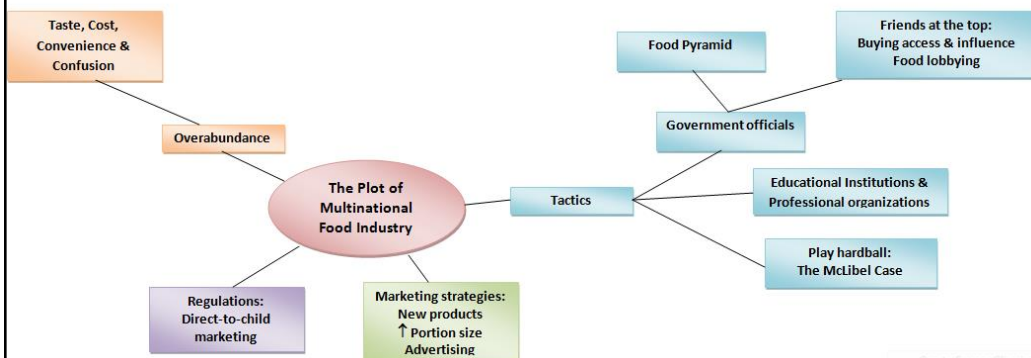 Taste, Cost,
Convenience &
Confusion
Overabundance
The Plot of
Multinational
Food Industry
Tactics
Food Pyramid
Friends at the top:
Buying access & influence
Food lobbying
Government officials
Educational Institutions &
Professional organizations
Play hardball:
The McLibel Case
Regulations:
Direct-to-child
marketing
Marketing strategies:
New products
↑ Portion size
Advertising